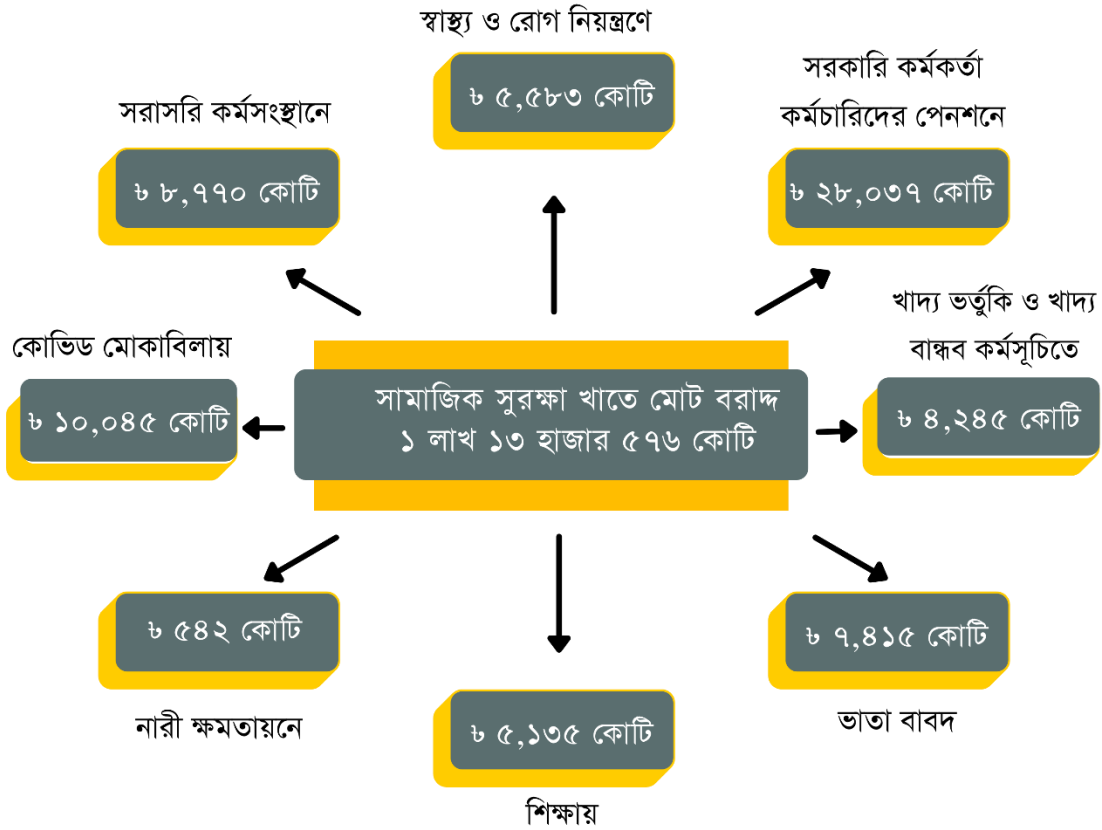 স্বাস্থ্য ও রোগ নিয়ন্ত্রণে
৳ ৫,৫৮৩ কোটি
সরকারি কর্মকর্তা
কর্মচারিদের পেনশনে
৳ ২৮,০৩৭ কোটি
সরাসরি কর্মসংস্থানে
৳ ৮,৭৭০ কোটি
খাদ্য ভর্তুকি ও খাদ্য
বান্ধব কর্মসূচিতে
৳ ৪,২৪৫ কোটি
কোভিড মোকাবিলায়
৳ ১০,০৪৫ কোটি
সামাজিক সুরক্ষা খাতে মোট বরাদ্দ
১ লাখ ১৩ হাজার ৫৭৬ কোটি
৳ ৫৪২ কোটি
নারী ক্ষমতায়নে
৳ ৭,৪১৫ কোটি
ভাতা বাবদ
৳ ৫,১৩৫ কোটি
শিক্ষায়